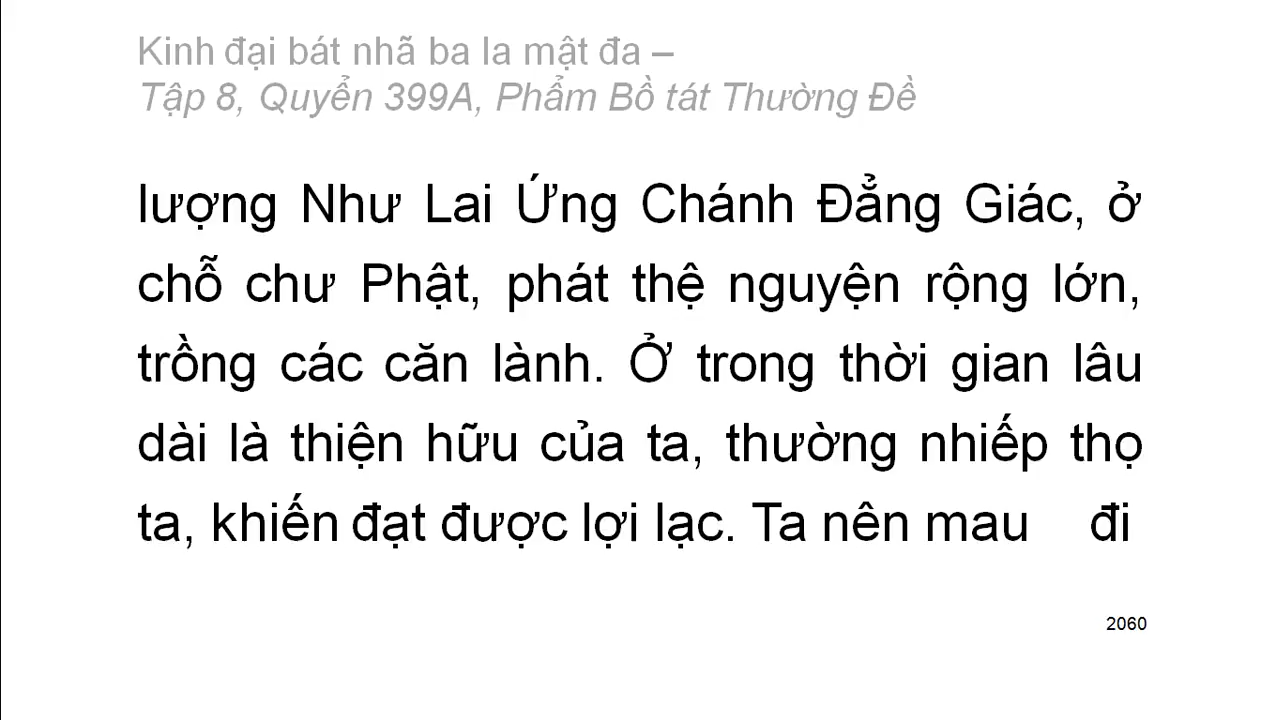 Kinh đại bát nhã ba la mật đa –
Tập 8, Quyển 399A, Phẩm Bồ tát Thường Đề
lượng Như Lai Ứng Chánh Đẳng Giác, ở
chỗ chư Phật, phát thệ nguyện rộng lớn,
trồng các căn lành. Ở trong thời gian lâu
dài là thiện hữu của ta, thường nhiếp thọ
ta, khiến đạt được lợi lạc. Ta nên mau đi
2060